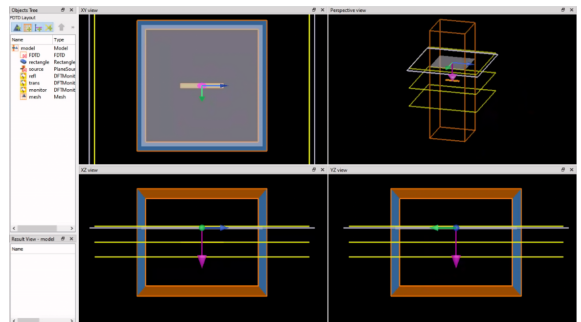 Objects Tree
FDTD Layout
Name Type
model Model
FDTD FDTD
rectangle Rectangle
source PlaneSour
refl DFTMonit
trans DFTMonit
monitor DFTMonit
mesh Mesh
Result View - model
Name
XY view
Perspective view
XZ view
YZ view